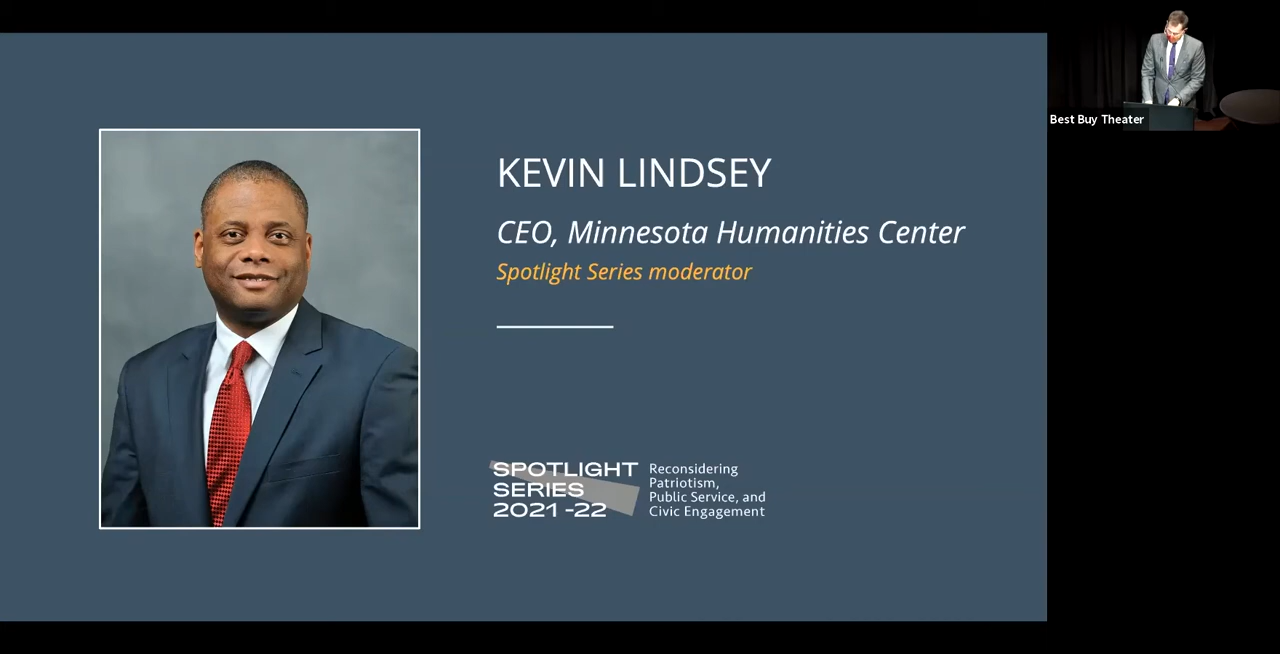 KEVIN LINDSEY
CEO, Minnesota Humanities Center
Spotlight Series moderator
SPOTLIGHT
SERIES
2021 -22
Reconsidering
Patriotism,
Public Service, and
Civic Engagement
Best Buy Theater